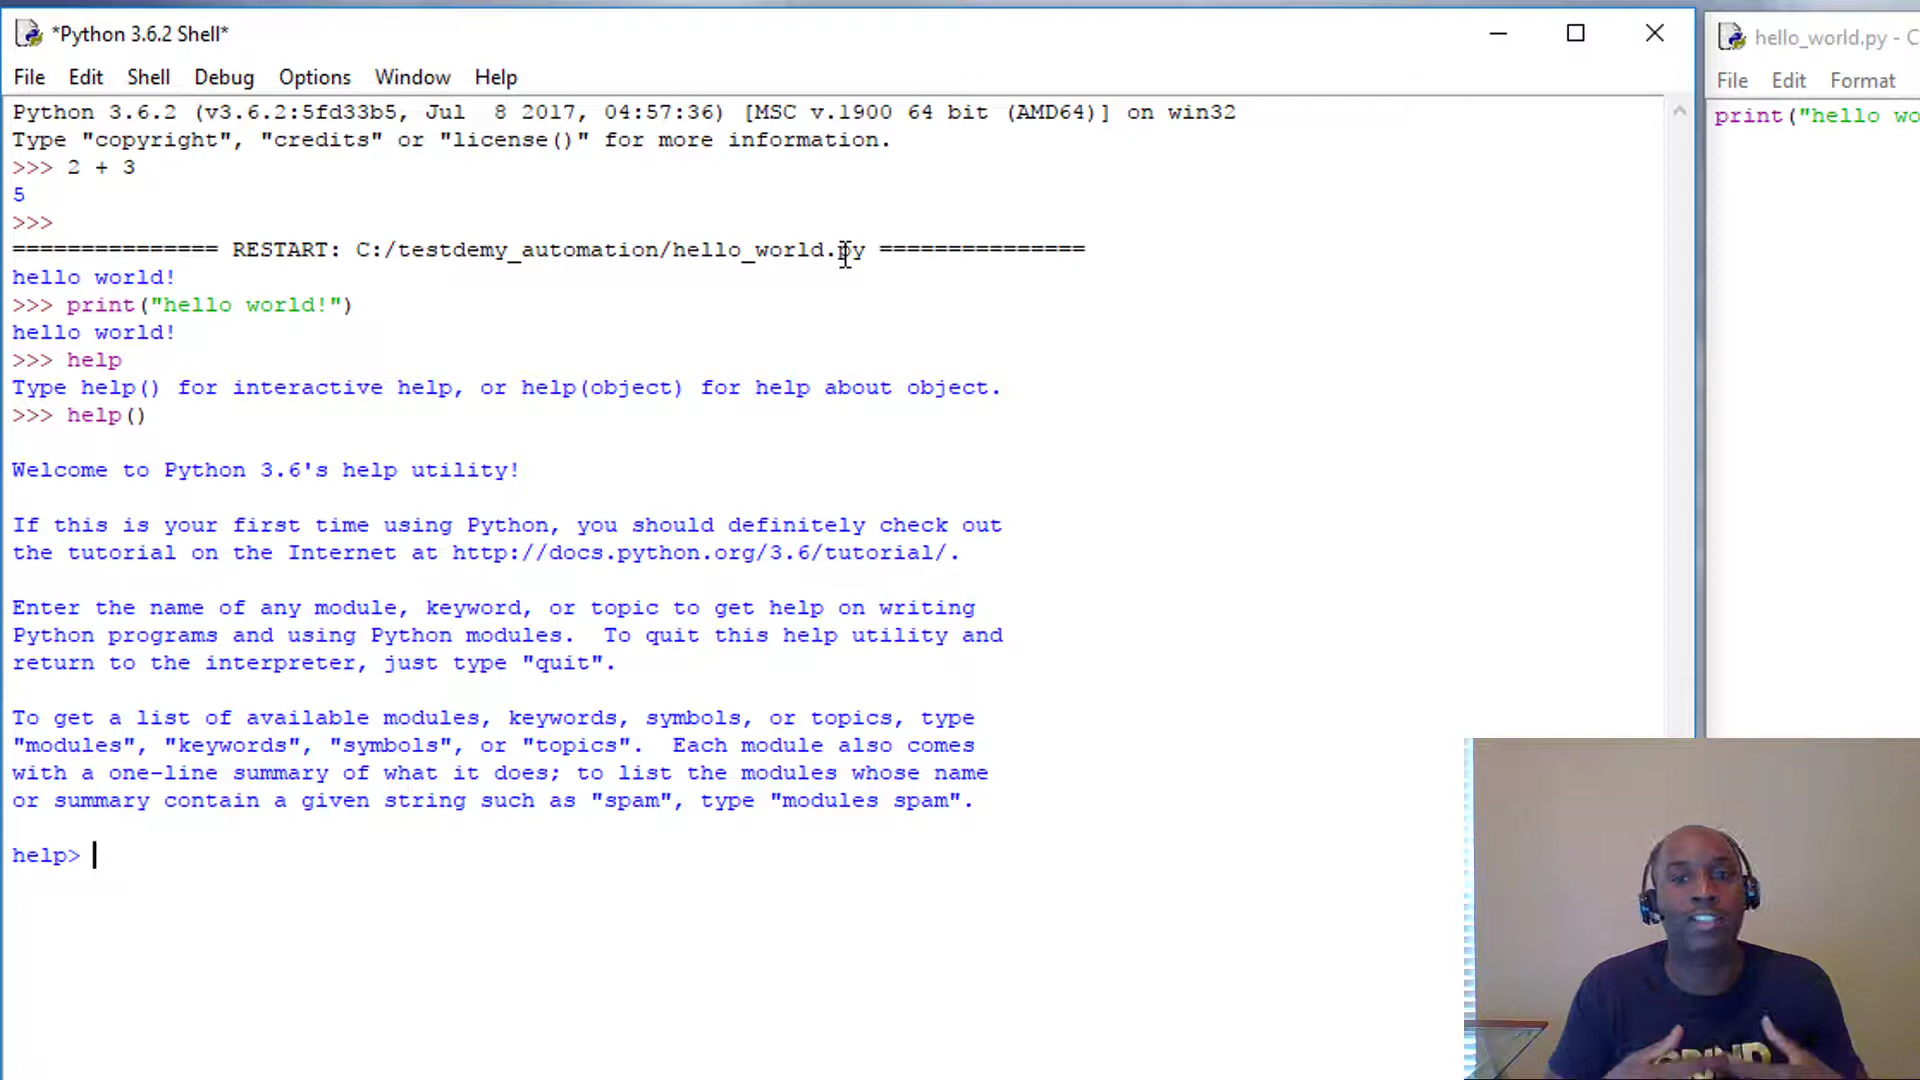 *Python 3.6.2 Shell*
File Edit Shell Debug Options Window Help
Python 3.6.2 (v3.6.2:5fd33b5, Jul  8 2017, 04:57:36) [MSC v.1900 64 bit (AMD64)] on win32
Type "copyright", "credits" or "license()" for more information.
>>> 2 + 3
5
>>>
=============== RESTART: C:/testdemy_automation/hello_world.py ===============
hello world!
>>> print("hello world!")
hello world!
>>> help
Type help() for interactive help, or help(object) for help about object.
>>> help()
Welcome to Python 3.6's help utility!
If this is your first time using Python, you should definitely check out
the tutorial on the Internet at http://docs.python.org/3.6/tutorial/.
Enter the name of any module, keyword, or topic to get help on writing
Python programs and using Python modules.  To quit this help utility and
return to the interpreter, just type "quit".
To get a list of available modules, keywords, symbols, or topics, type
"modules", "keywords", "symbols", or "topics".  Each module also comes
with a one-line summary of what it does; to list the modules whose name
or summary contain a given string such as "spam", type "modules spam".
help>
hello_world.py - C
File Edit Format
print("hello wo